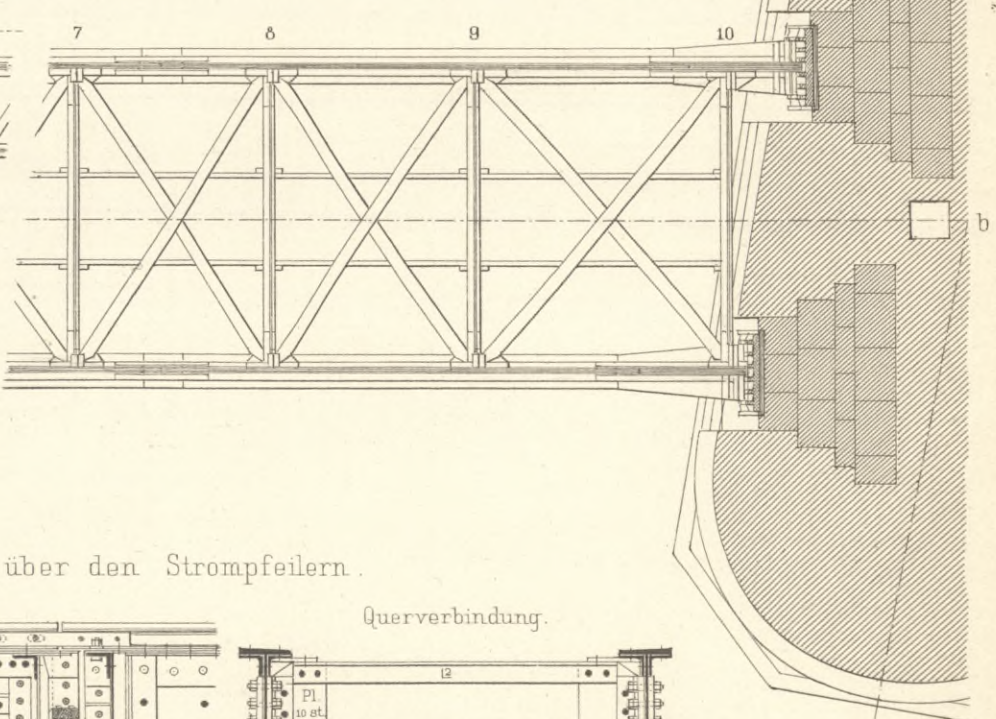 7 8 9 10
b
über den Strompfeilern.
Querverbindung.
12
Pl.
10 st.